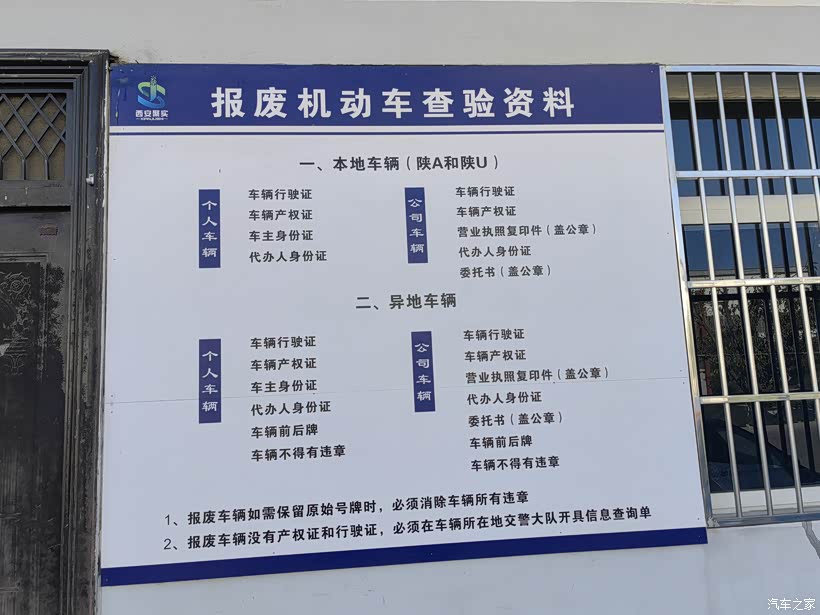 西安聚实
报废机动车查验资料
一、本地车辆（陕A和陕U）
个人车辆
车辆行驶证
车辆产权证
车主身份证
代办人身份证
公司车辆
车辆行驶证
车辆产权证
营业执照复印件（盖公章）
代办人身份证
委托书（盖公章）
二、异地车辆
个人车辆
车辆行驶证
车辆产权证
车主身份证
代办人身份证
车辆前后牌
车辆不得有违章
公司车辆
车辆行驶证
车辆产权证
营业执照复印件（盖公章）
代办人身份证
委托书（盖公章）
车辆前后牌
车辆不得有违章
1、报废车辆如需保留原始号牌时，必须消除车辆所有违章
2、报废车辆没有产权证和行驶证，必须在车辆所在地交警大队开具信息查询单
汽车之家